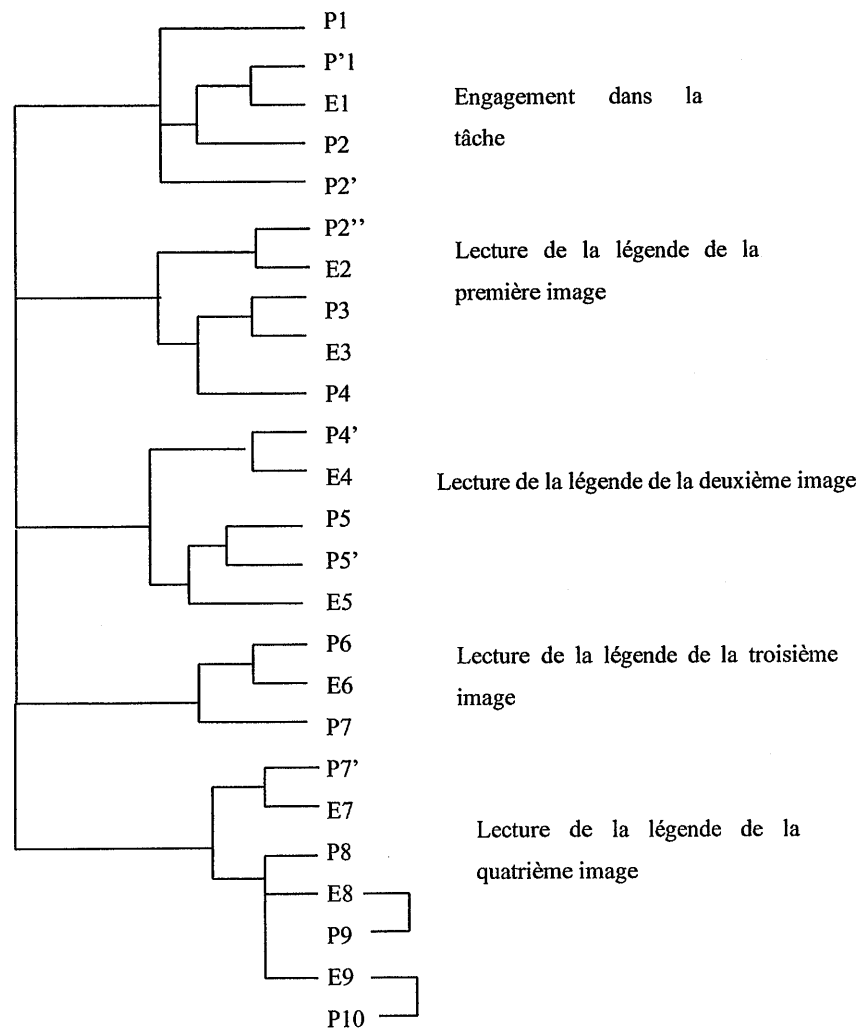 P1
P'1
E1
Engagement dans la
tâche
P2
P2'
P2''
Lecture de la légende de la
première image
E2
P3
E3
P4
P4'
E4
Lecture de la légende de la deuxième image
P5
P5'
E5
P6
Lecture de la légende de la troisième
image
E6
P7
P7'
E7
Lecture de la légende de la
quatrième image
P8
E8
P9
E9
P10